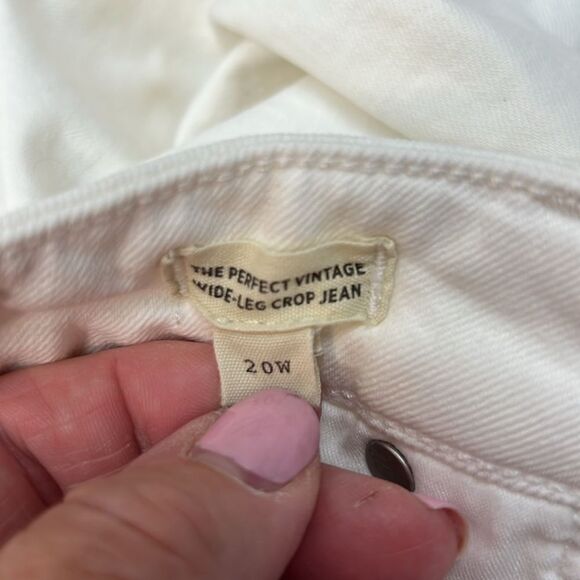 THE PERFECT VINTAGE
WIDE-LEG CROP JEAN
20W